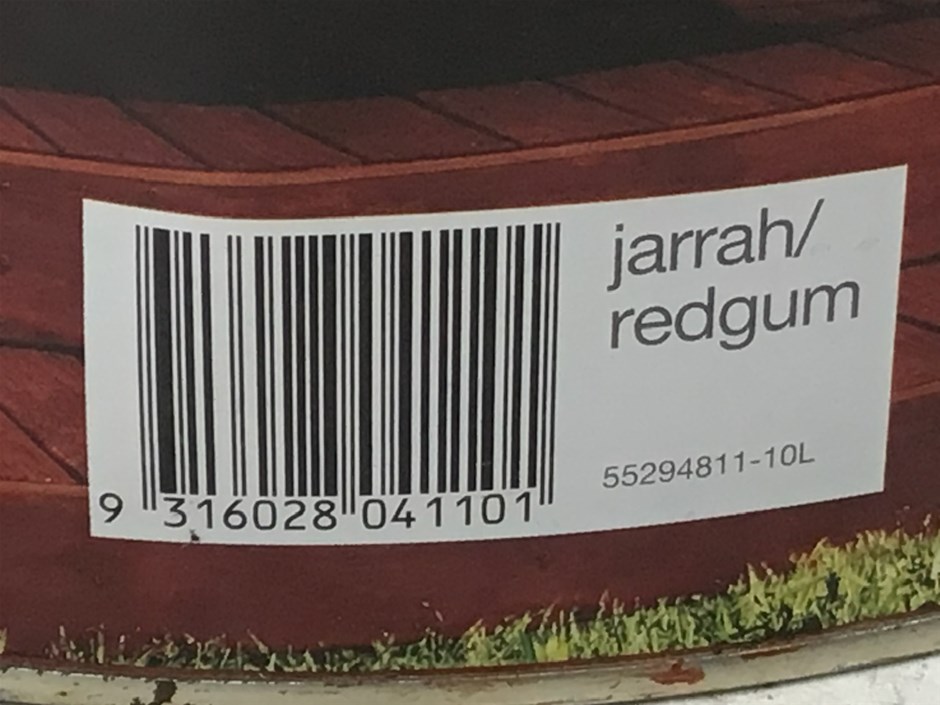 jarrah/
redgum
55294811-10L
9 316028 041101